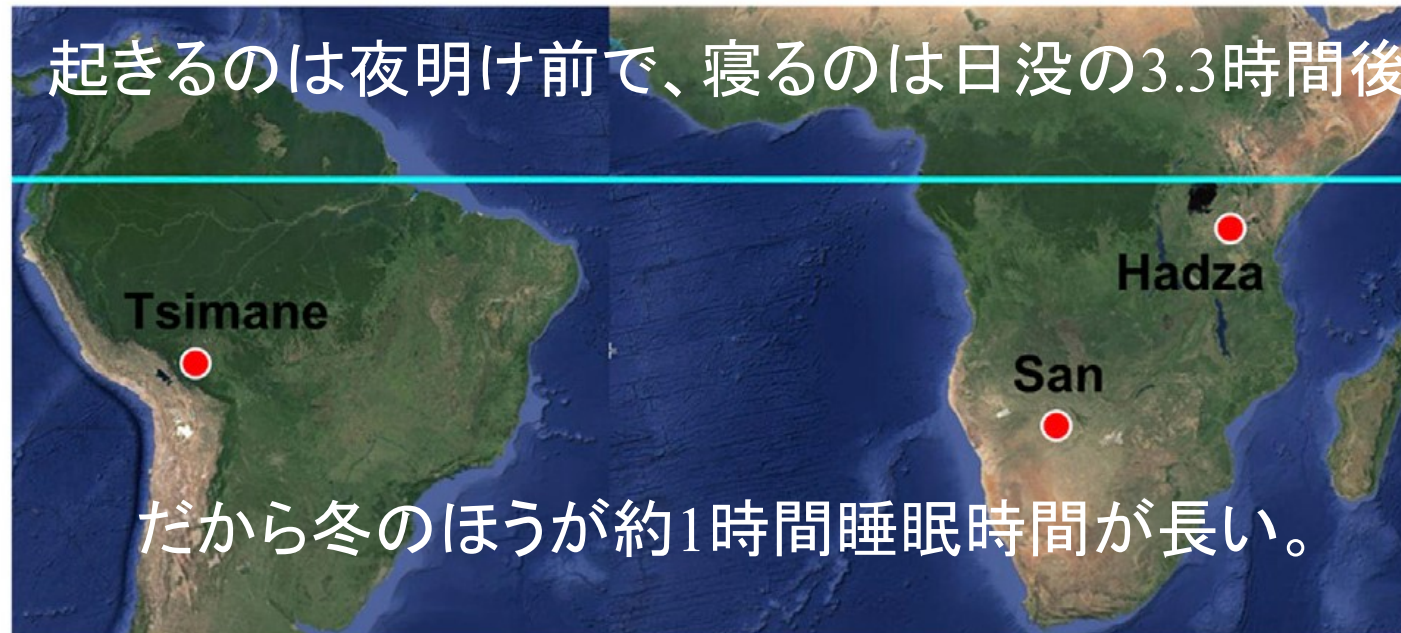 起きるのは夜明け前で、寝るのは日没の3.3時間後
Hadza
Tsimane
San
だから冬のほうが約1時間睡眠時間が長い。